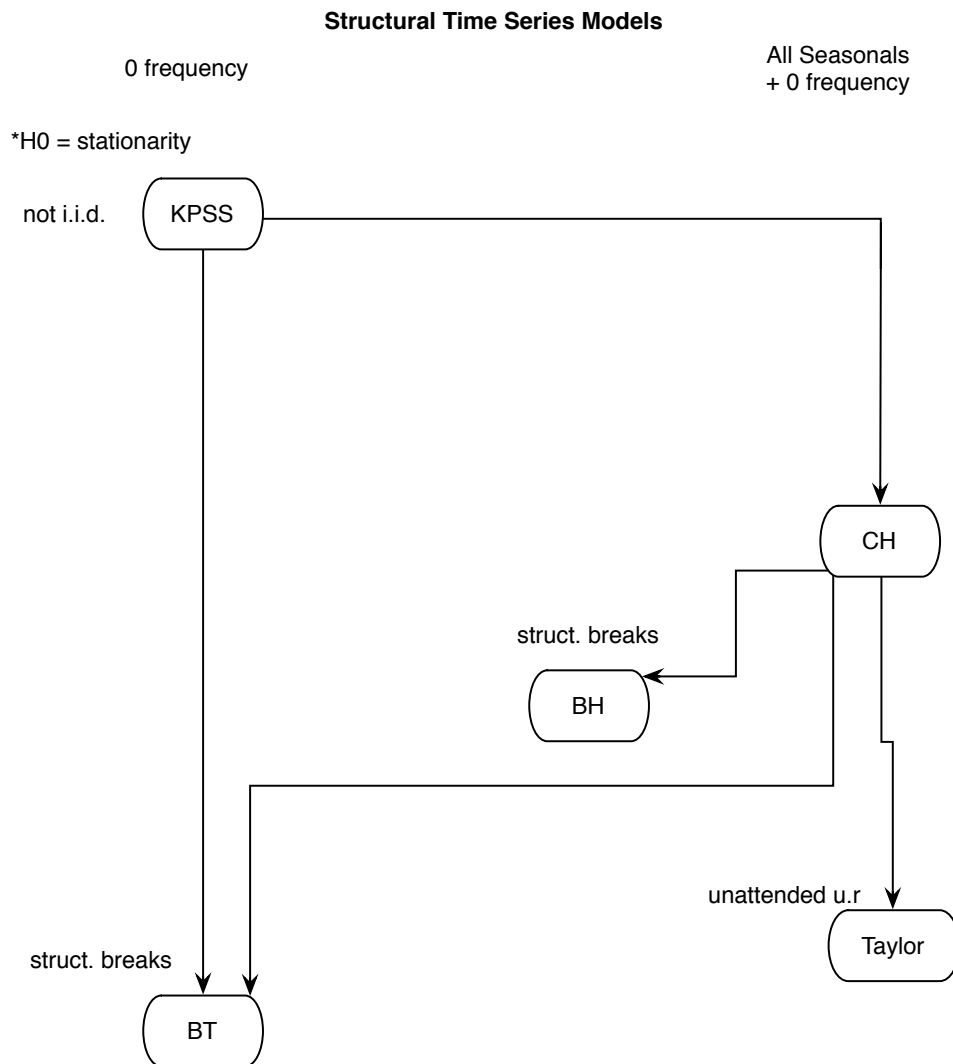 Structural Time Series Models
0 frequency
All Seasonals
+ 0 frequency
*H0 = stationarity
not i.i.d.
KPSS
CH
struct. breaks
BH
unattended u.r
Taylor
struct. breaks
BT